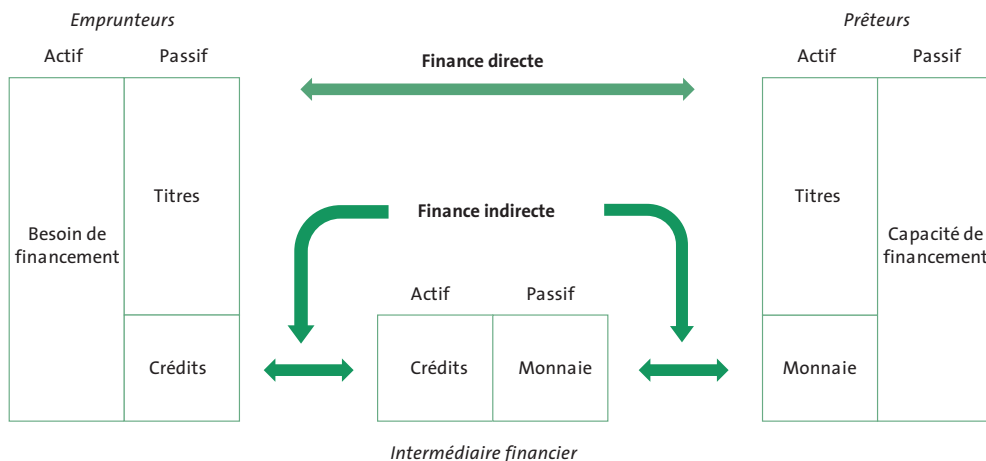 Emprunteurs
Prêteurs
Actif
Passif
Finance directe
Actif
Passif
Titres
Titres
Finance indirecte
Besoin de
financement
Capacité de
financement
Actif
Passif
Crédits
Crédits
Monnaie
Monnaie
Intermédiaire financier